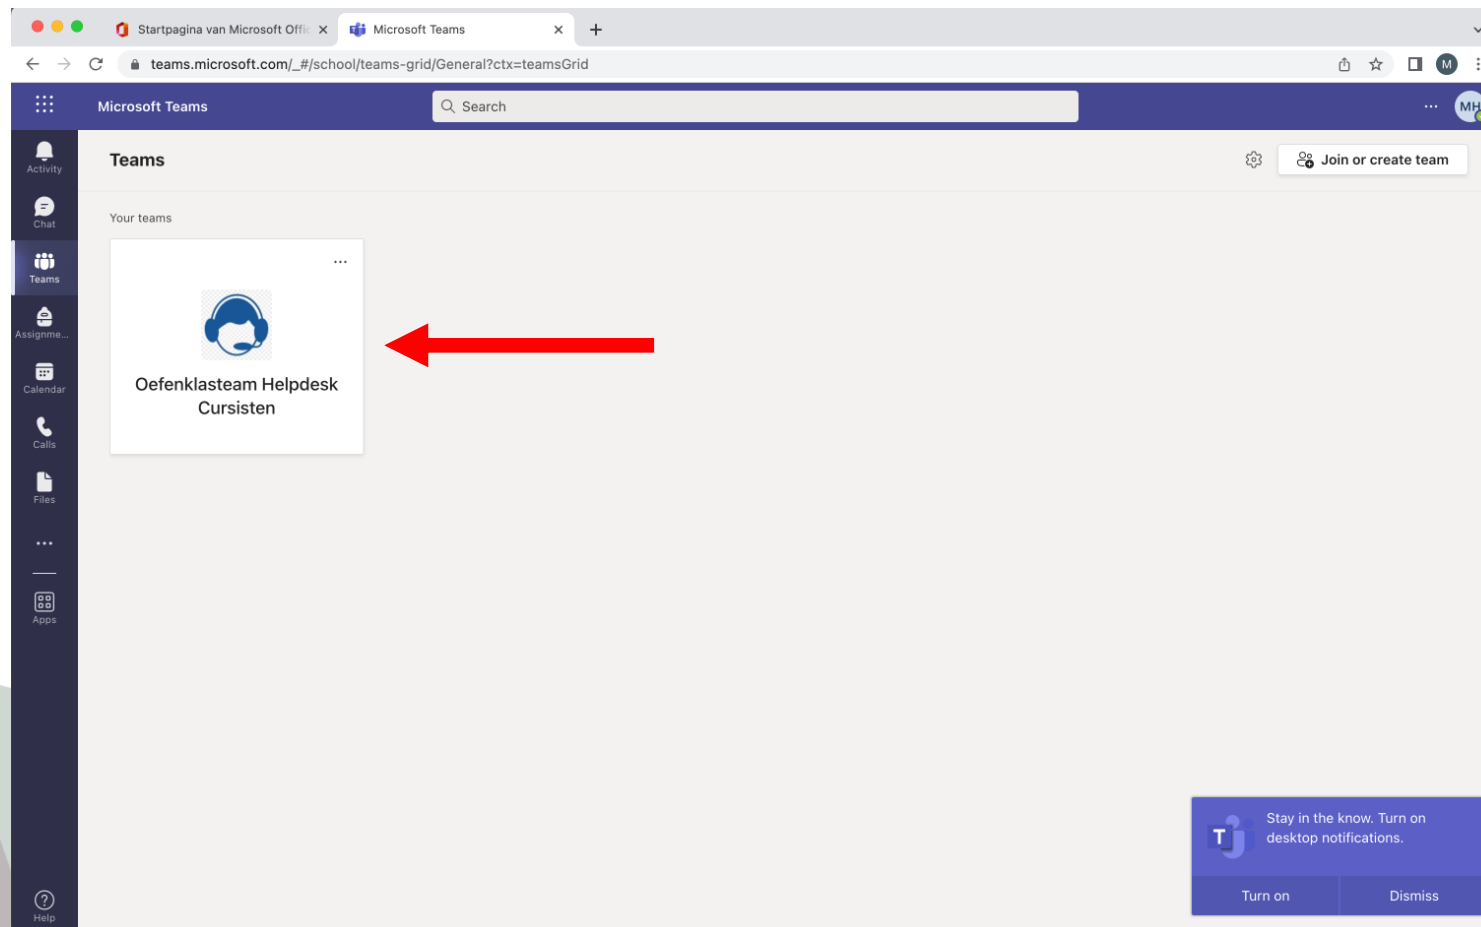 Startpagina van Microsoft Offic
Microsoft Teams
teams.microsoft.com/_#/school/teams-grid/General?ctx=teamsGrid
M
Microsoft Teams
Search
MH
Activity
Chat
Teams
Assignme...
Calendar
Calls
Files
Apps
Help
Teams
Join or create team
Your teams
Oefenklasteam Helpdesk
Cursisten
T
Stay in the know. Turn on
desktop notifications.
Turn on
Dismiss